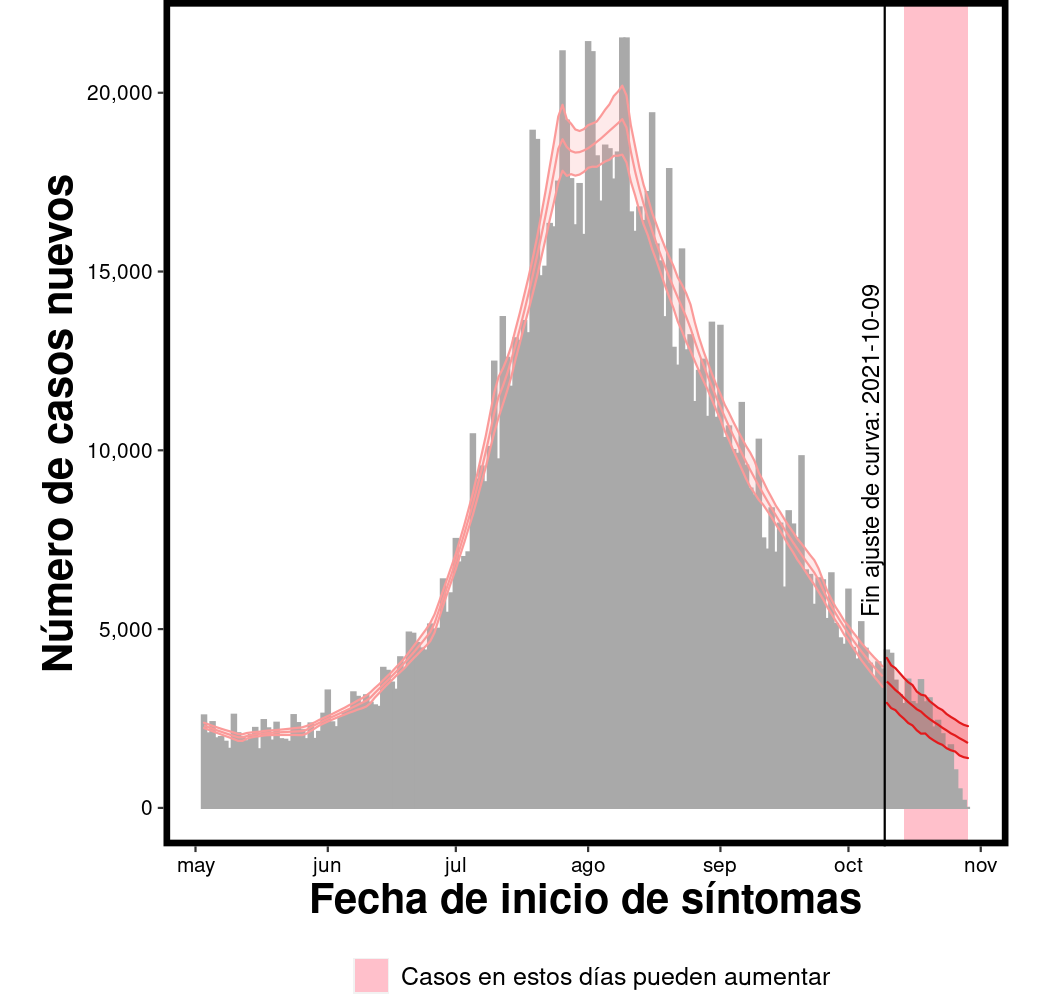 Número de casos nuevos
20,000
15,000
10,000
5,000
0
Fin ajuste de curva: 2021-10-09
may jun jul ago sep oct nov
Fecha de inicio de síntomas
Casos en estos días pueden aumentar